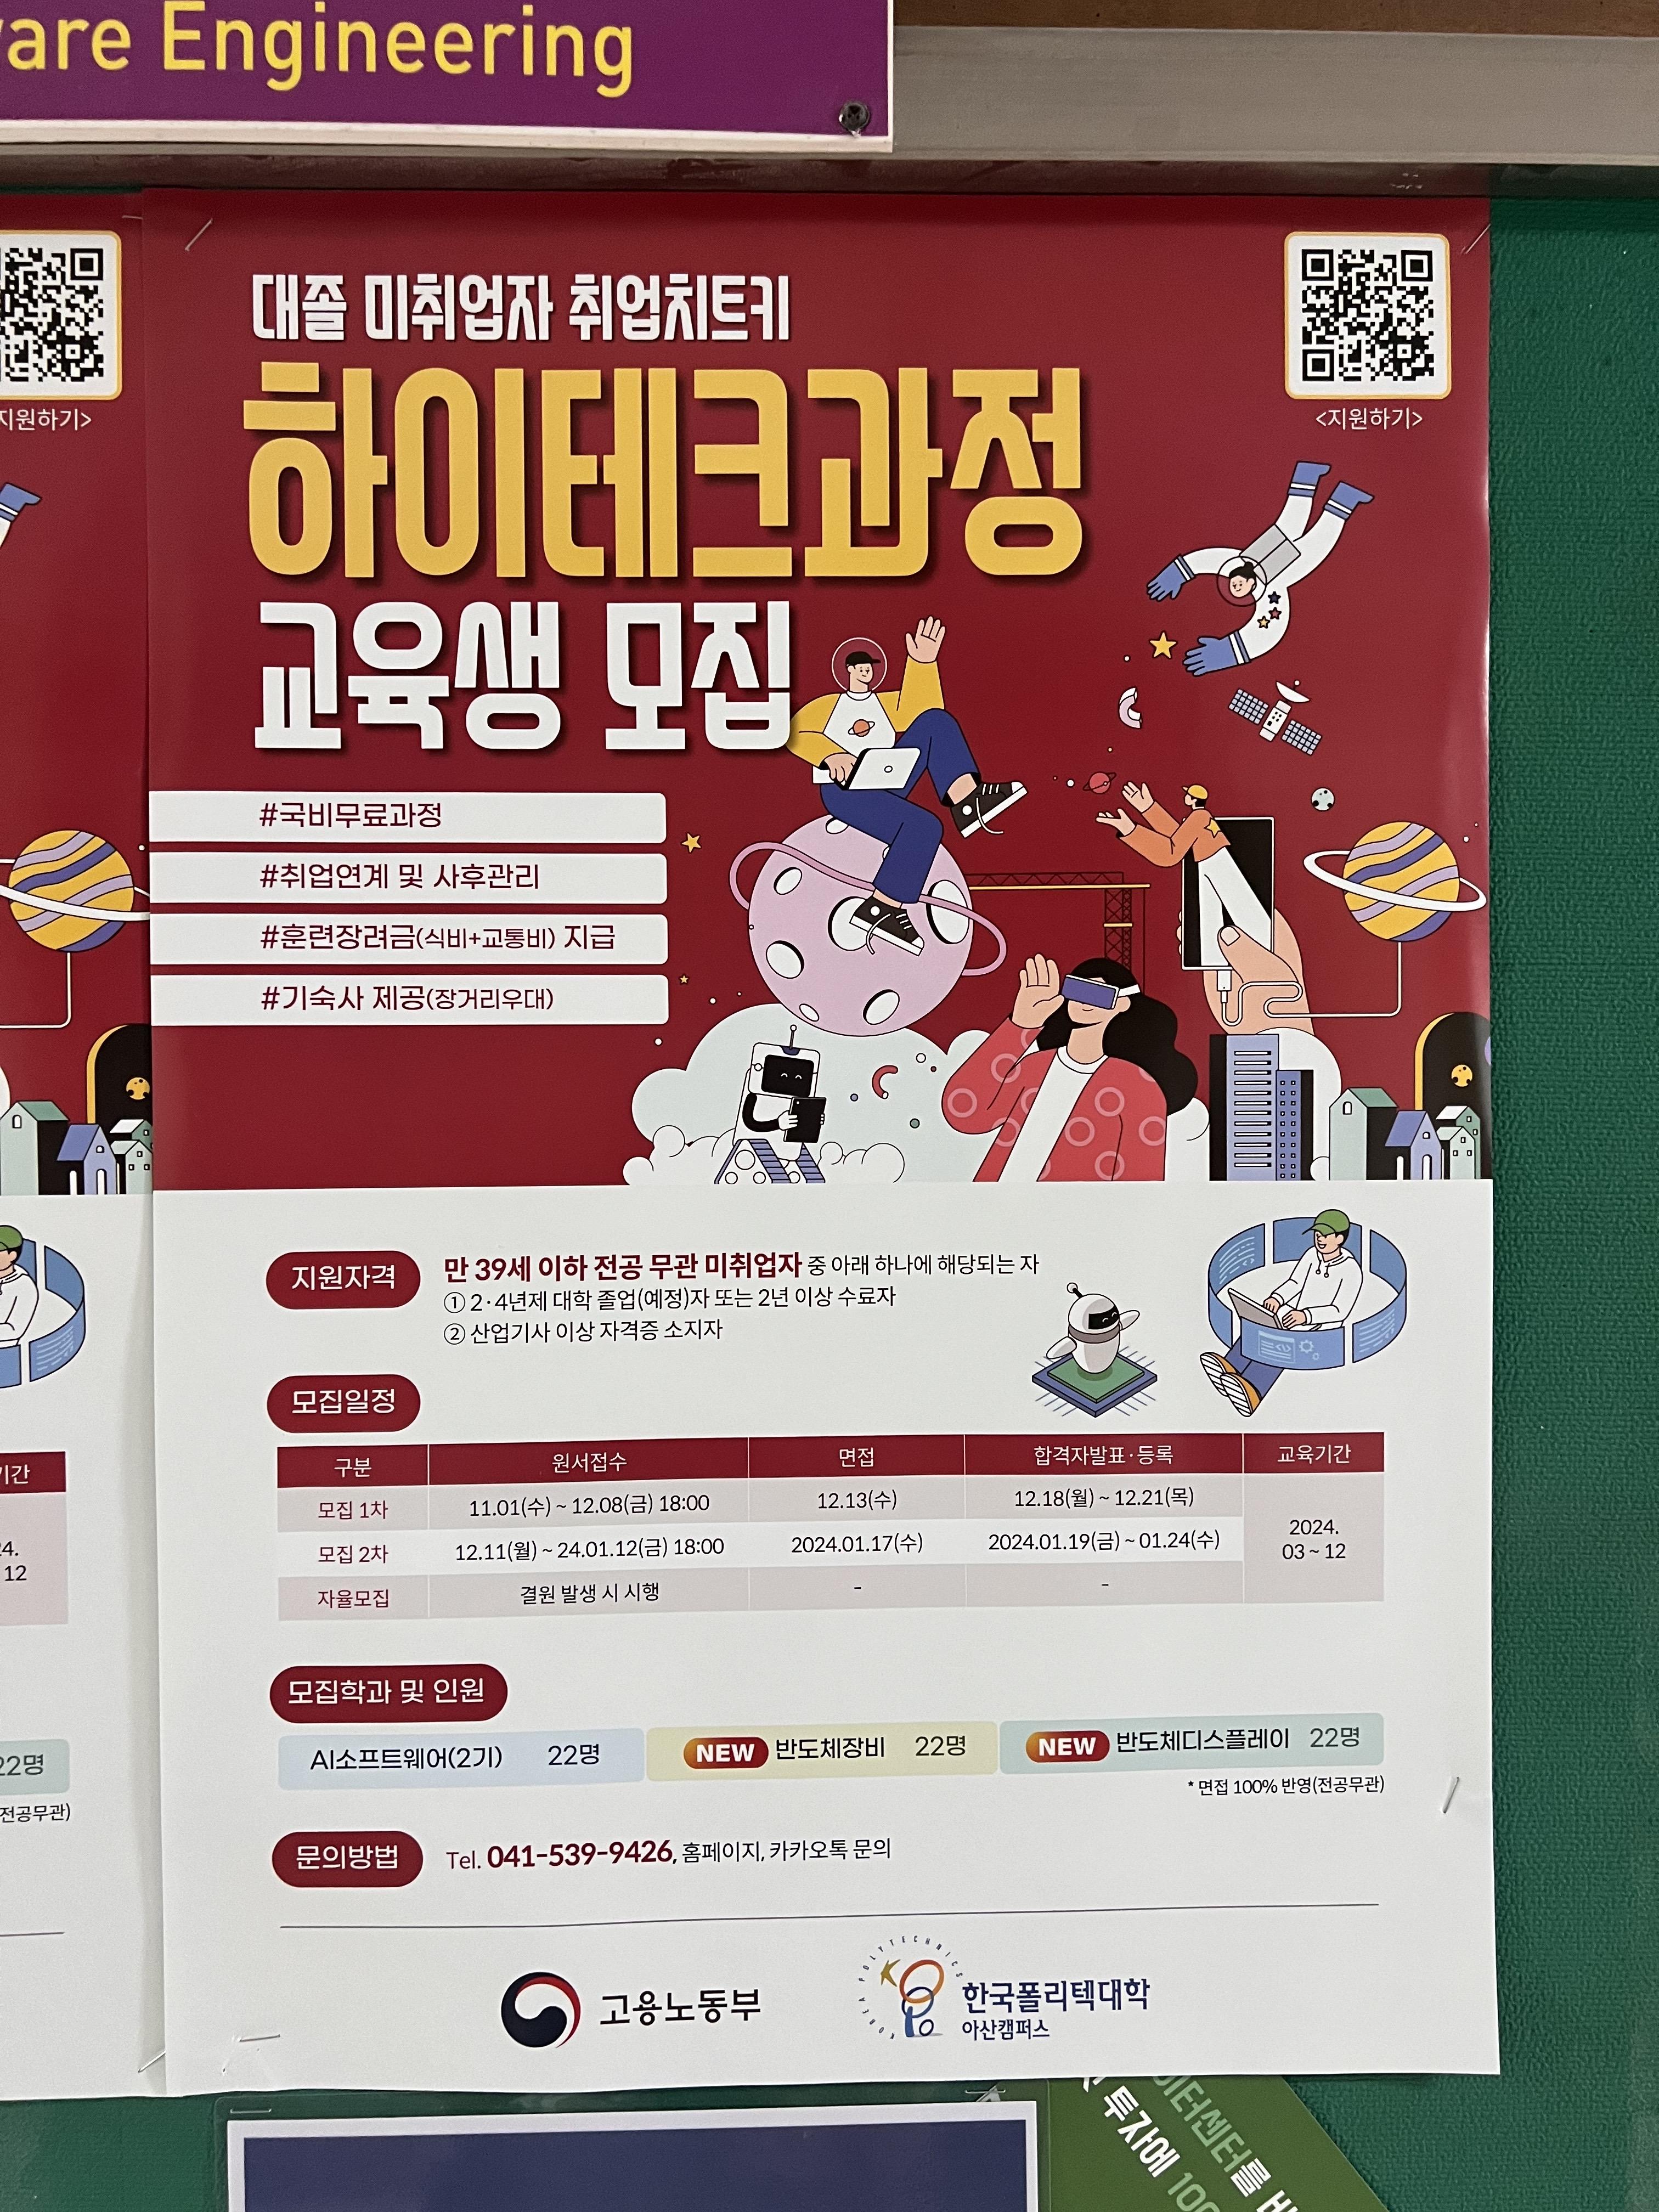 are Engineering
대졸 미취업자 취업치트키
하이테크과정
교육생 모집
<지원하기>
#국비무료과정
#취업연계 및 사후관리
#훈련장려금(식비+교통비) 지급
#기숙사 제공(장거리우대)
지원자격
만 39세 이하 전공 무관 미취업자 중 아래 하나에 해당되는 자
① 2·4년제 대학 졸업(예정)자 또는 2년 이상 수료자
② 산업기사 이상 자격증 소지자
모집일정
구분 원서접수 면접 합격자발표·등록 교육기간
모집 1차 11.01(수) ~ 12.08(금) 18:00 12.13(수) 12.18(월) ~ 12.21(목)
모집 2차 12.11(월) ~ 24.01.12(금) 18:00 2024.01.17(수) 2024.01.19(금) ~ 01.24(수)
2024.
03 ~ 12
자율모집 결원 발생 시 시행 - -
모집학과 및 인원
AI소프트웨어(2기) 22명 NEW 반도체장비 22명 NEW 반도체디스플레이 22명
* 면접 100% 반영(전공무관)
문의방법
Tel. 041-539-9426, 홈페이지, 카카오톡 문의
고용노동부
KOREA POLYTECHNICS
한국폴리텍대학
아산캠퍼스
지원하기>
기간
24.
12
22명
전공무관)
이터센터를
투자에 100